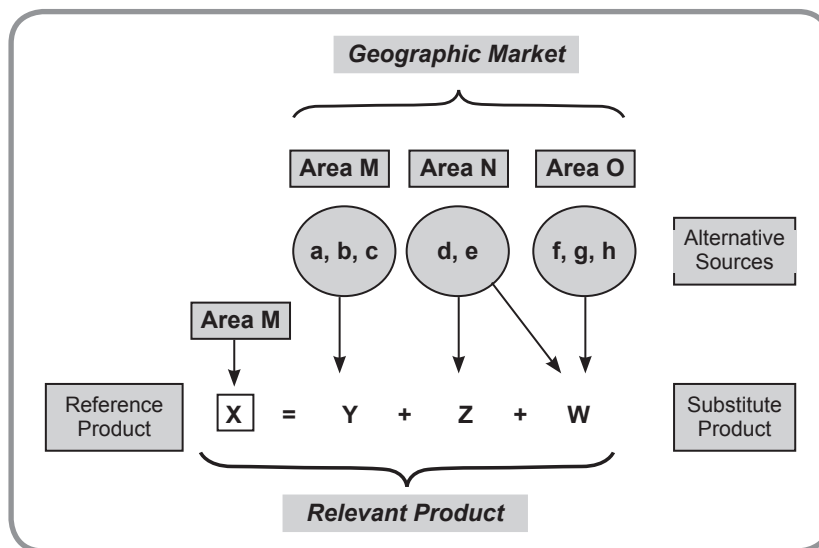 Geographic Market
Area M Area N Area O
a, b, c d, e f, g, h
Alternative
Sources
Area M
Reference
Product
X = Y + Z + W
Substitute
Product
Relevant Product